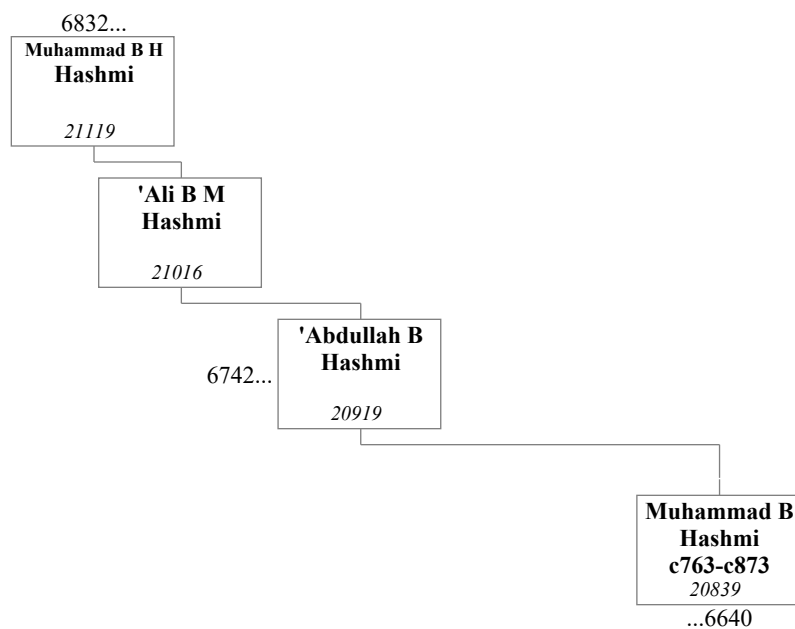 6832...
Muhammad B H
Hashmi
21119
'Ali B M
Hashmi
21016
'Abdullah B
Hashmi
20919
6742...
Muhammad B
Hashmi
c763-c873
20839
...6640